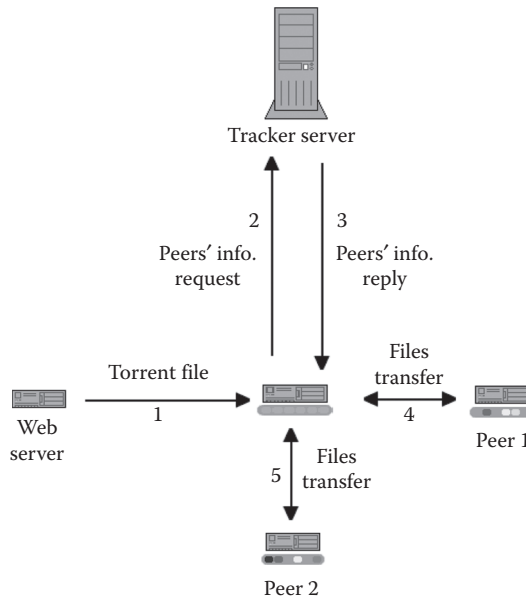 Tracker server
2
3
Peers′ info.
request
Peers′ info.
reply
Torrent file
1
Files
transfer
4
Web
server
Peer 1
5
Files
transfer
Peer 2